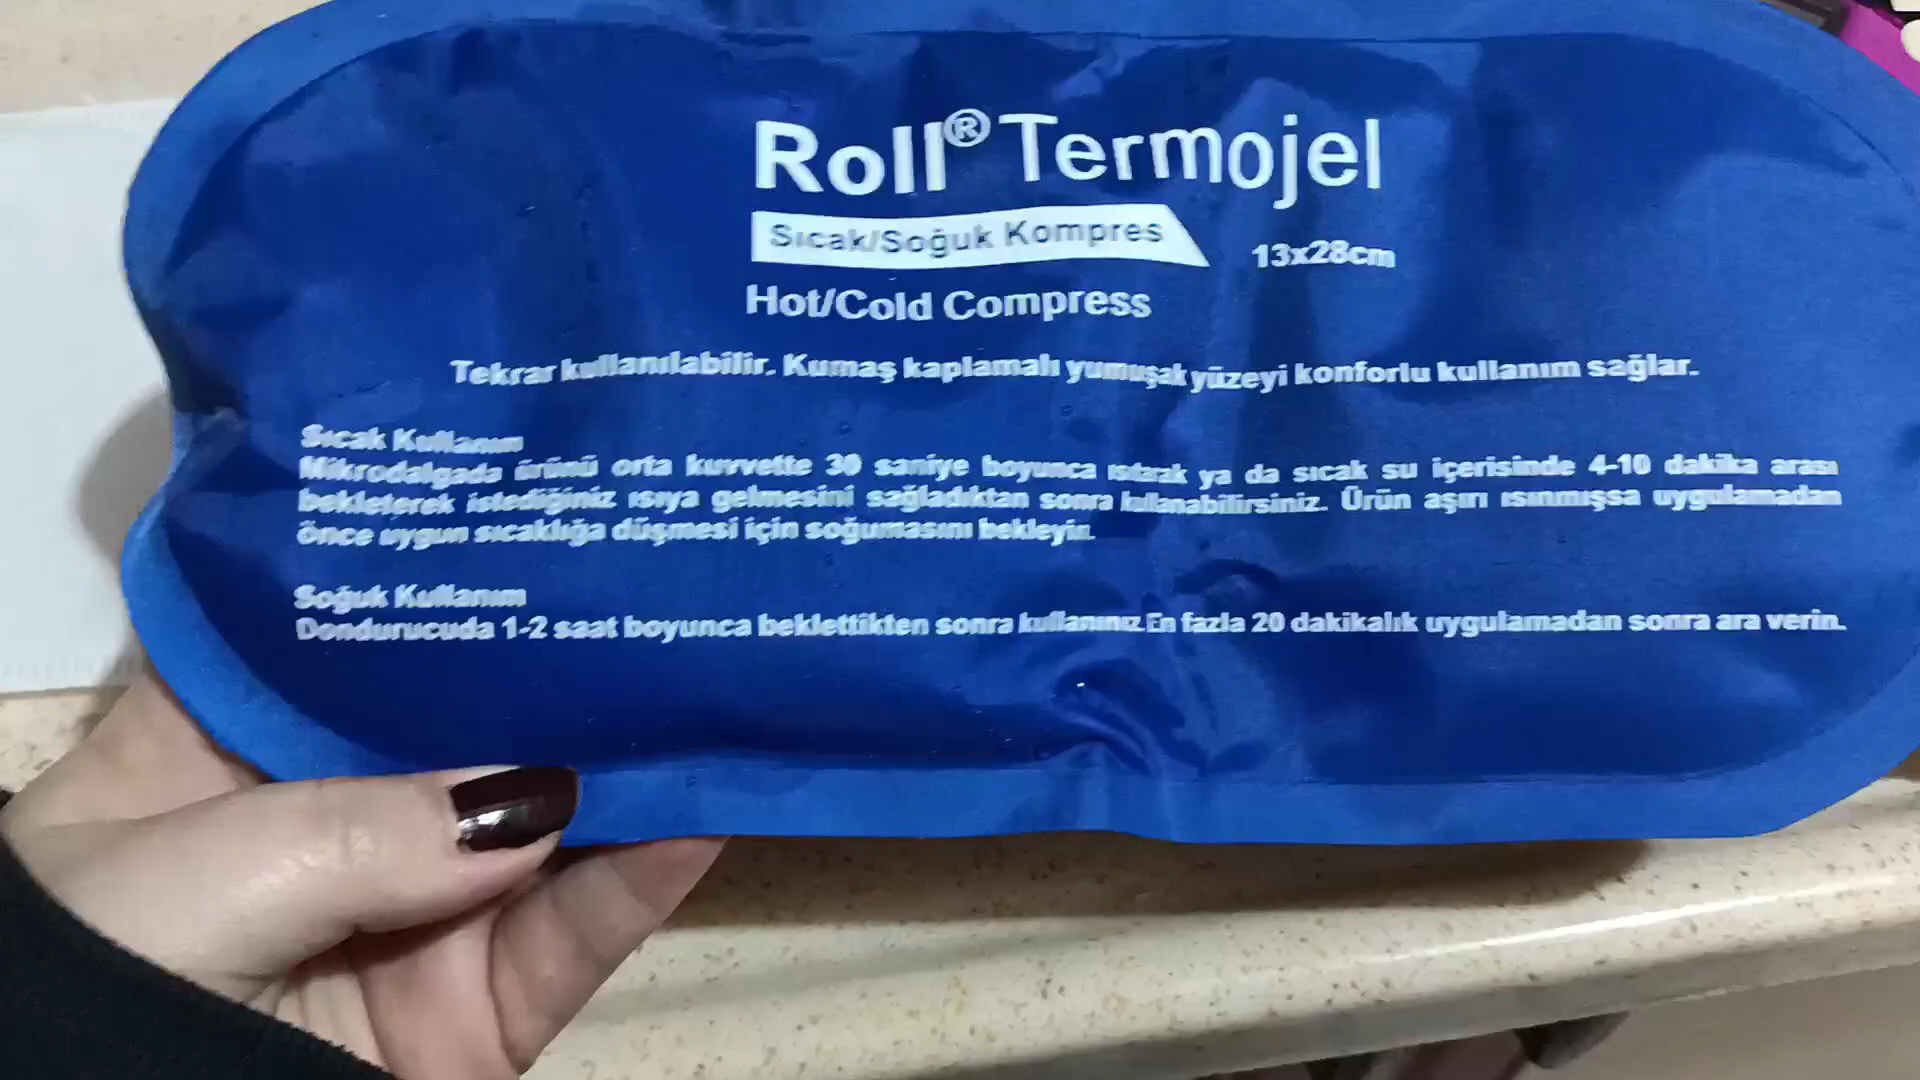 Roll® Termojel
Sıcak/Soğuk Kompres 13x28cm
Hot/Cold Compress
Tekrar kullanılabilir. Kumaş kaplamalı yumuşak yüzeyi konforlu kullanım sağlar.
Sıcak Kullanım
Mikrodalgada ürünü orta kuvvette 30 saniye boyunca ısıtarak ya da sıcak su içerisinde 4-10 dakika arası
bekleterek istediğiniz ısıya gelmesini sağladıktan sonra kullanabilirsiniz. Ürün aşırı ısınmışsa uygulamadan
önce uygun sıcaklığa düşmesi için soğumasını bekleyin.
Soğuk Kullanım
Dondurucuda 1-2 saat boyunca beklettikten sonra kullanınız.En fazla 20 dakikalık uygulamadan sonra ara verin.